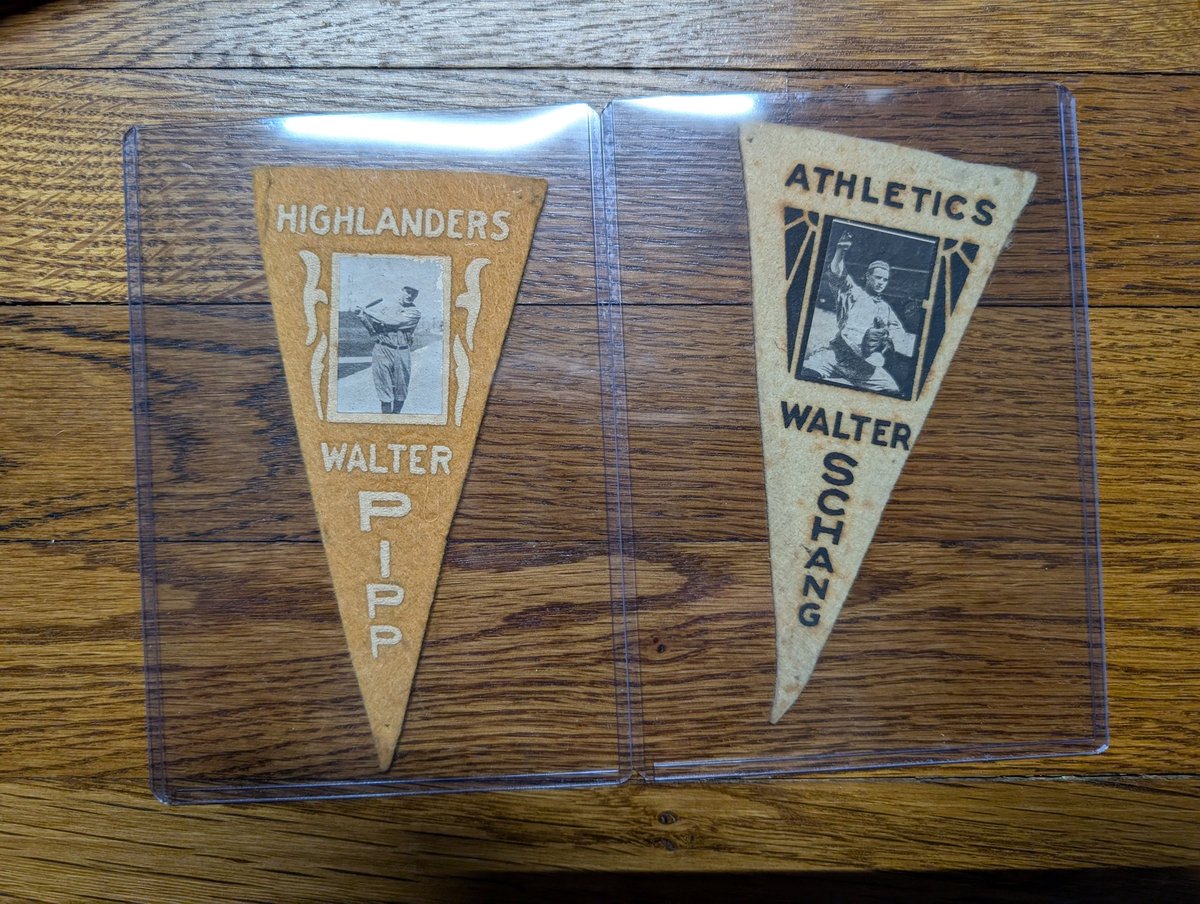 HIGHLANDERS
WALTER
PIPP
ATHLETICS
WALTER
SCHANG